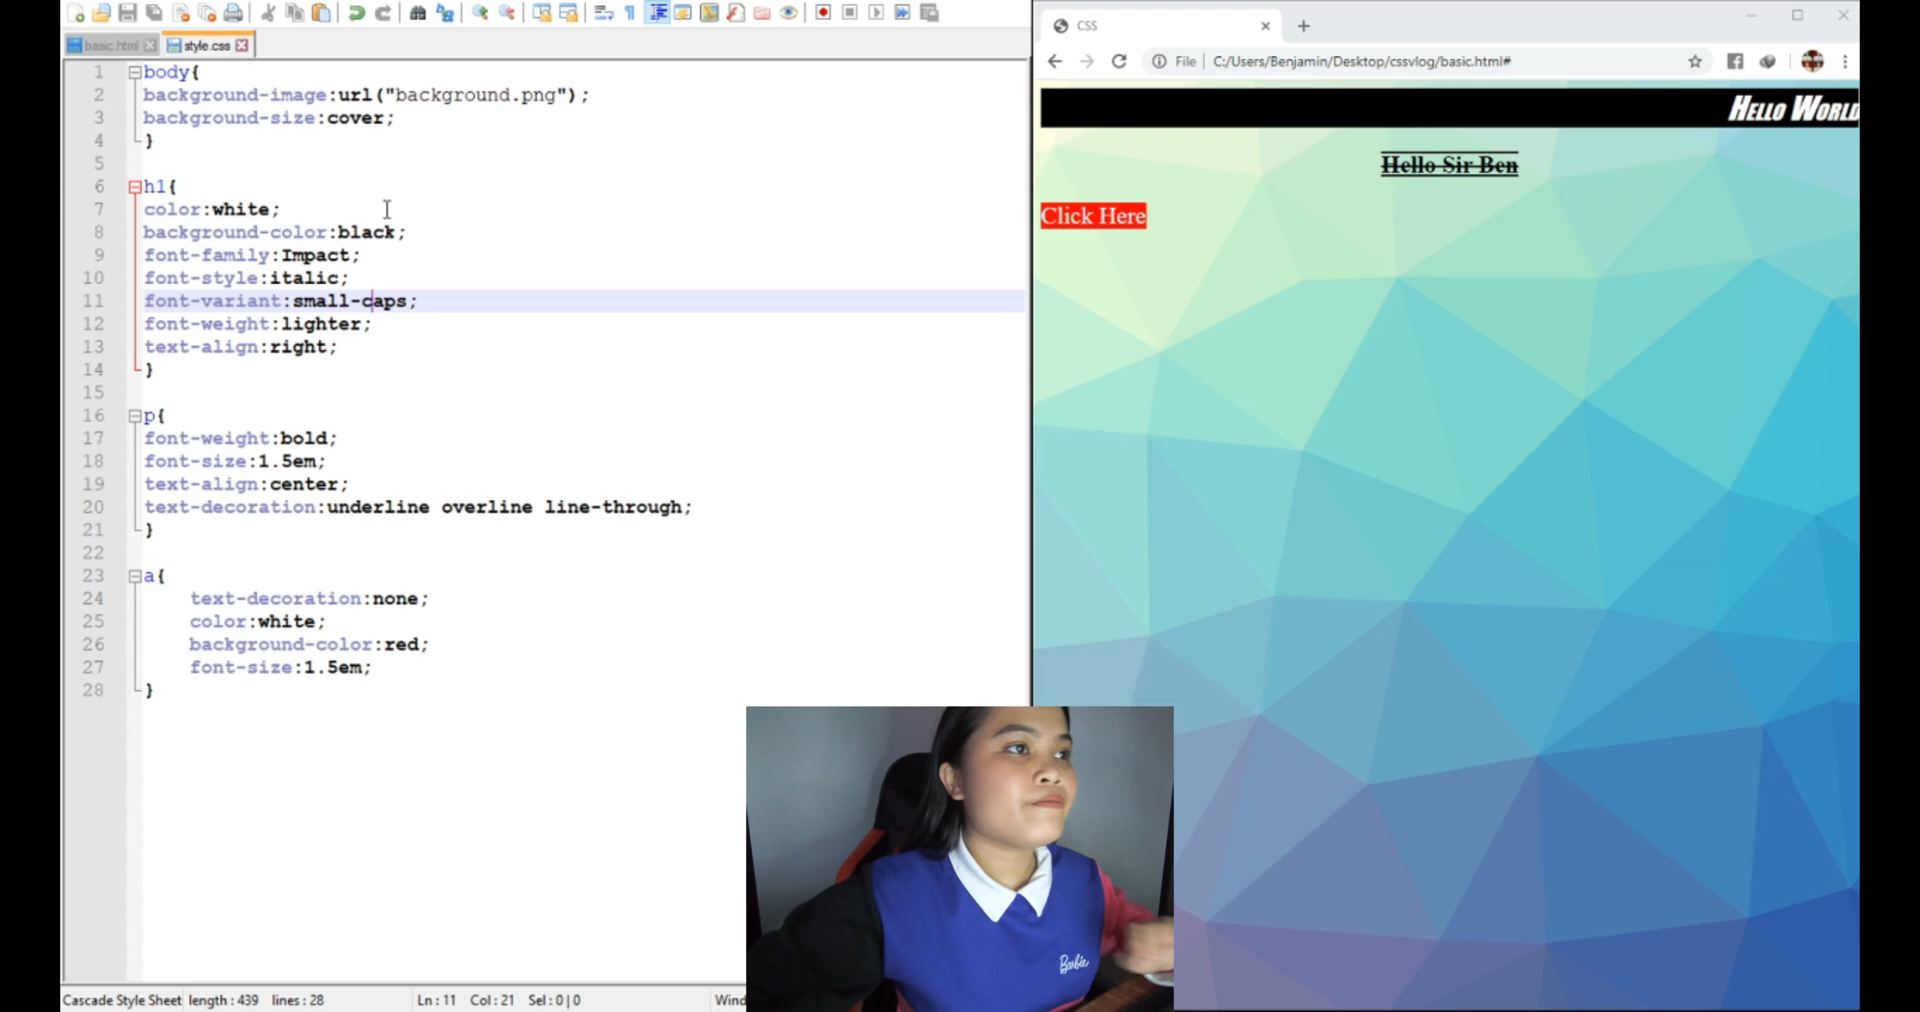 basic.html
style.css
1 body{
2 background-image:url("background.png");
3 background-size:cover;
4 }
5
6 h1{
7 color:white;
8 background-color:black;
9 font-family:Impact;
10 font-style:italic;
11 font-variant:small-caps;
12 font-weight:lighter;
13 text-align:right;
14 }
15
16 p{
17 font-weight:bold;
18 font-size:1.5em;
19 text-align:center;
20 text-decoration:underline overline line-through;
21 }
22
23 a{
24 text-decoration:none;
25 color:white;
26 background-color:red;
27 font-size:1.5em;
28 }
Cascade Style Sheet length : 439 lines : 28 Ln : 11 Col : 21 Sel : 0 | 0 Wind
CSS
File C:/Users/Benjamin/Desktop/cssvlog/basic.html#
Hello World
Hello Sir Ben
Click Here
Barbie